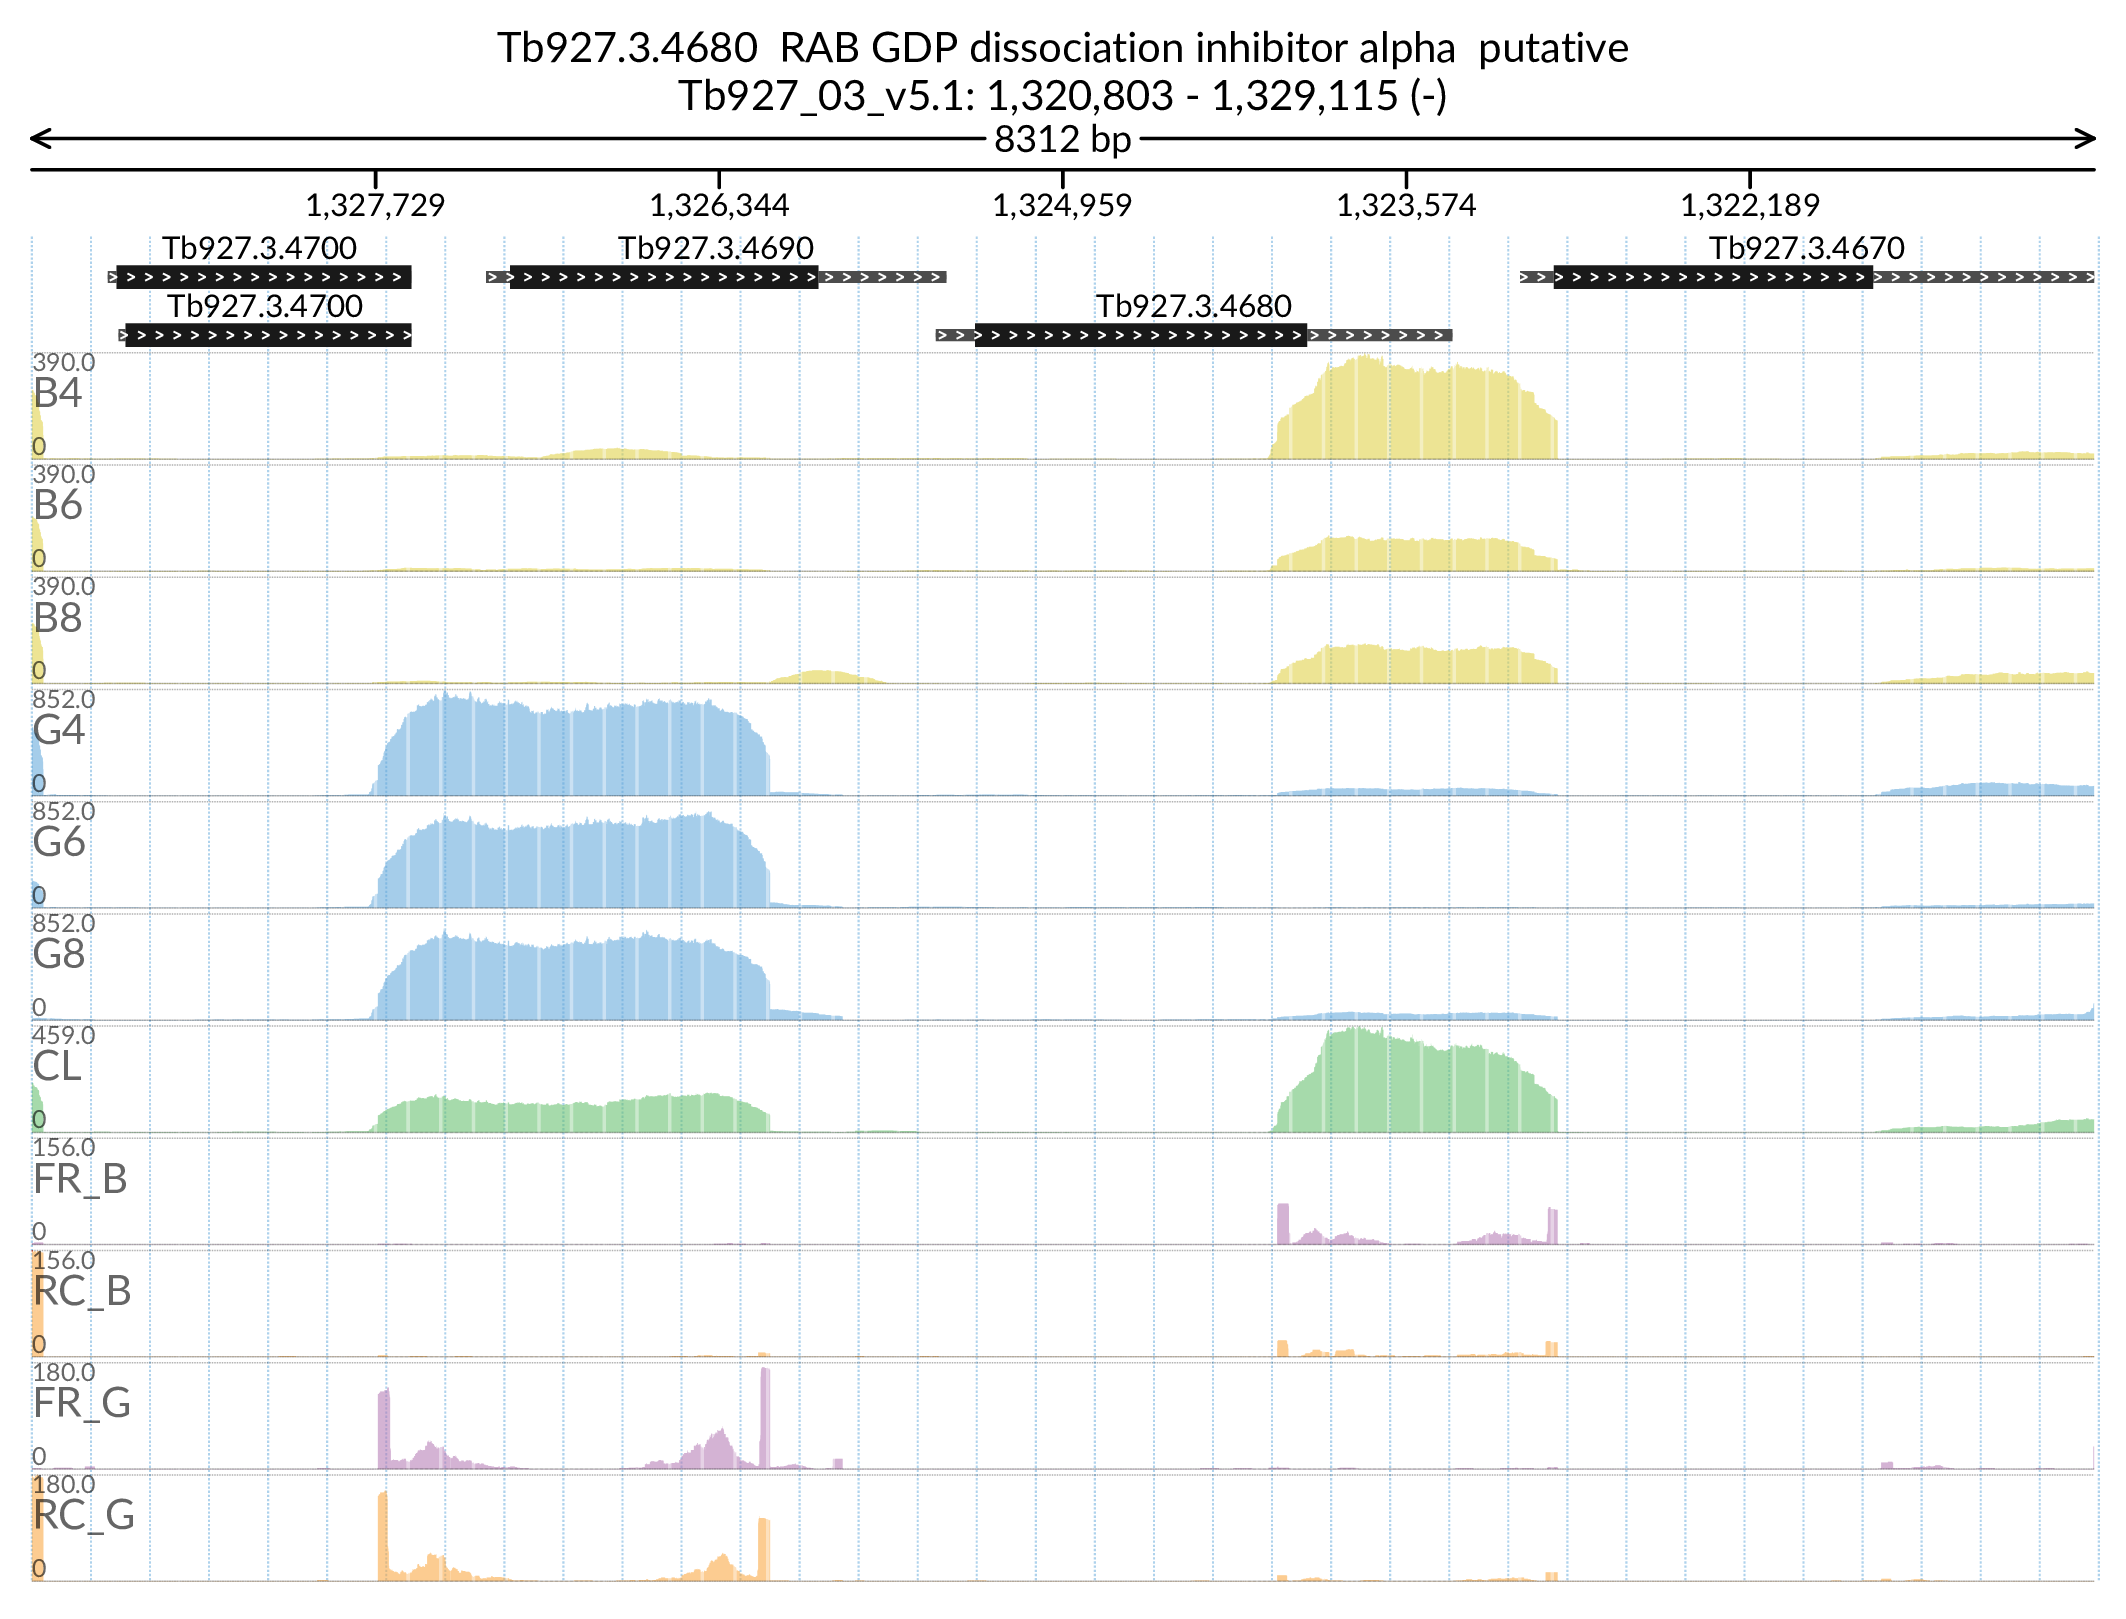 Tb927.3.4680  RAB GDP dissociation inhibitor alpha  putative
Tb927_03_v5.1: 1,320,803 - 1,329,115 (-)
8312 bp
1,327,729 1,326,344 1,324,959 1,323,574 1,322,189
Tb927.3.4700 Tb927.3.4690 Tb927.3.4670
Tb927.3.4700 Tb927.3.4680
390.0
B4
0
390.0
B6
0
390.0
B8
0
852.0
G4
0
852.0
G6
0
852.0
G8
0
459.0
CL
0
156.0
FR_B
0
156.0
RC_B
0
180.0
FR_G
0
180.0
RC_G
0